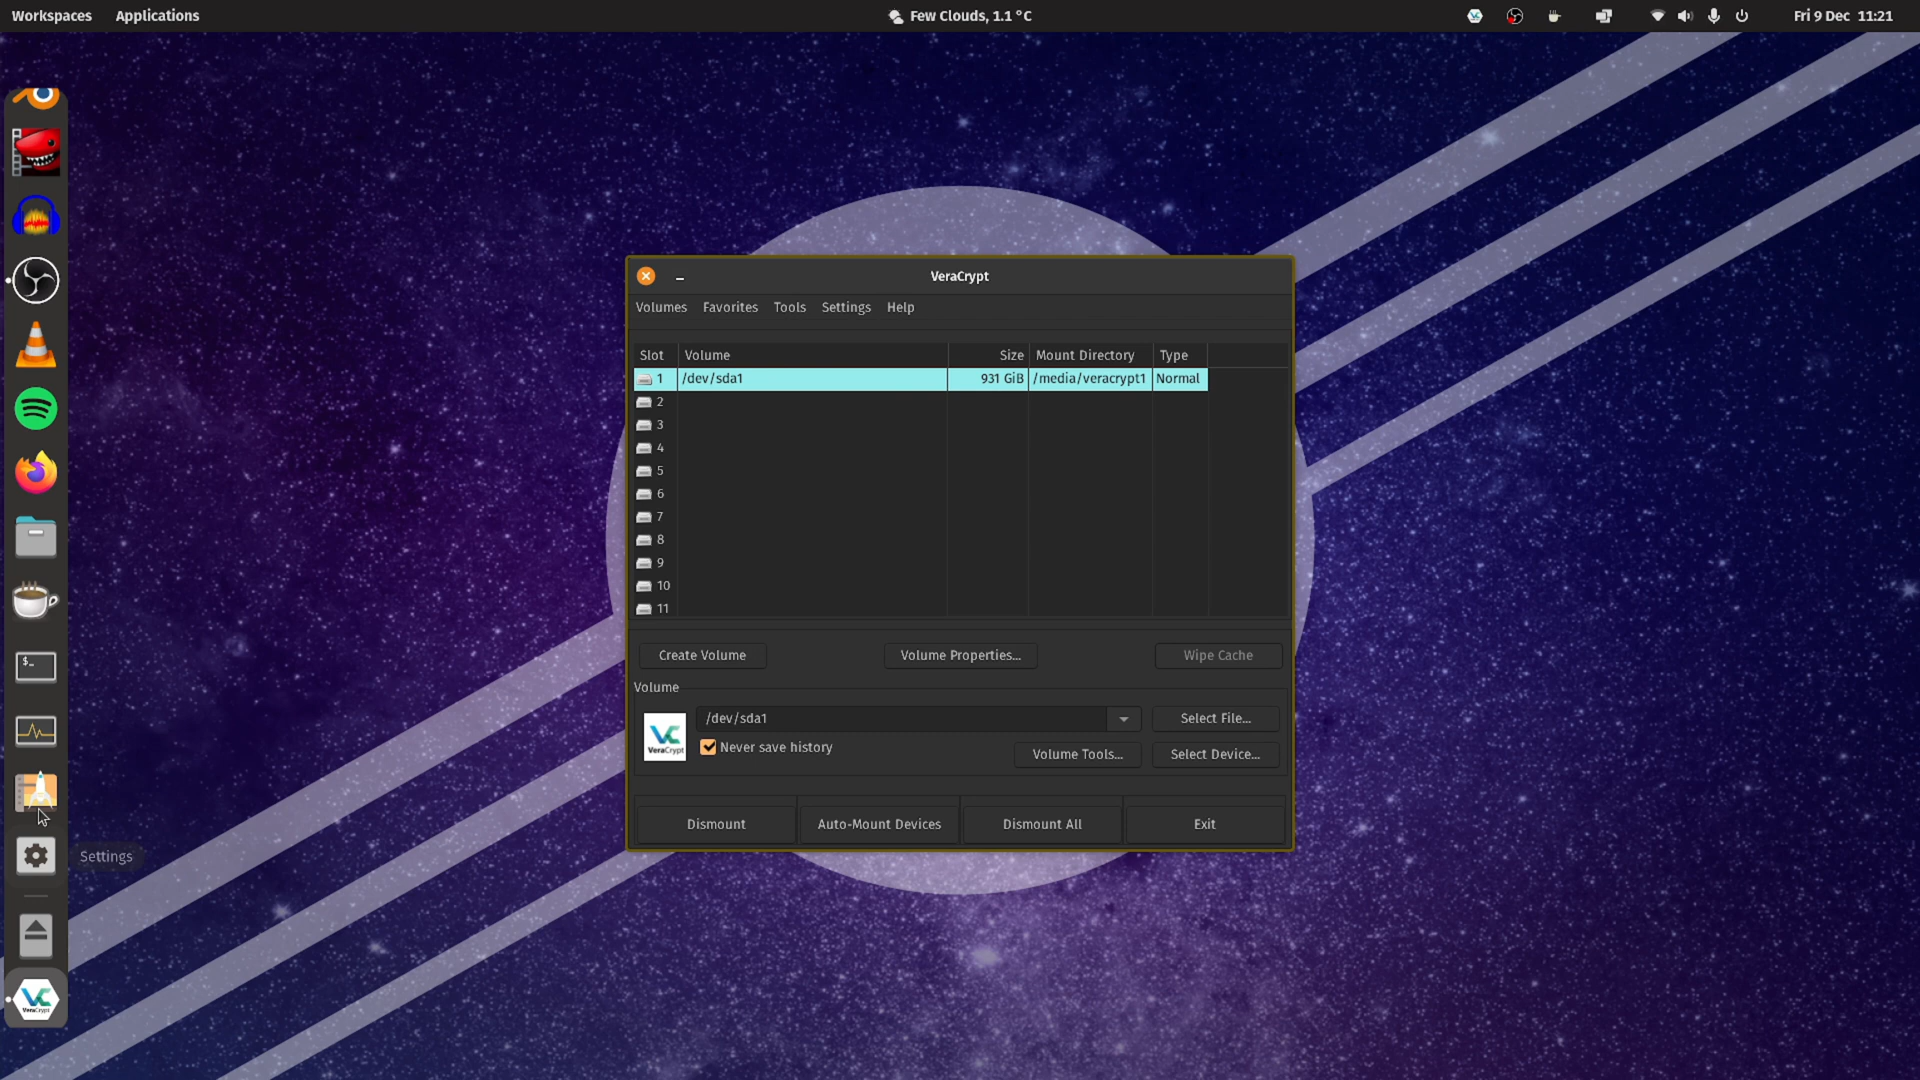 Workspaces Applications Few Clouds, 1.1 °C Fri 9 Dec 11:21
VeraCrypt
Volumes Favorites Tools Settings Help
Slot Volume Size Mount Directory Type
1 /dev/sda1 931 GiB /media/veracrypt1 Normal
2
3
4
5
6
7
8
9
10
11
Create Volume Volume Properties... Wipe Cache
Volume
/dev/sda1 Select File...
VeraCrypt
Never save history
Volume Tools... Select Device...
Dismount Auto-Mount Devices Dismount All Exit
$-
Settings
VeraCrypt